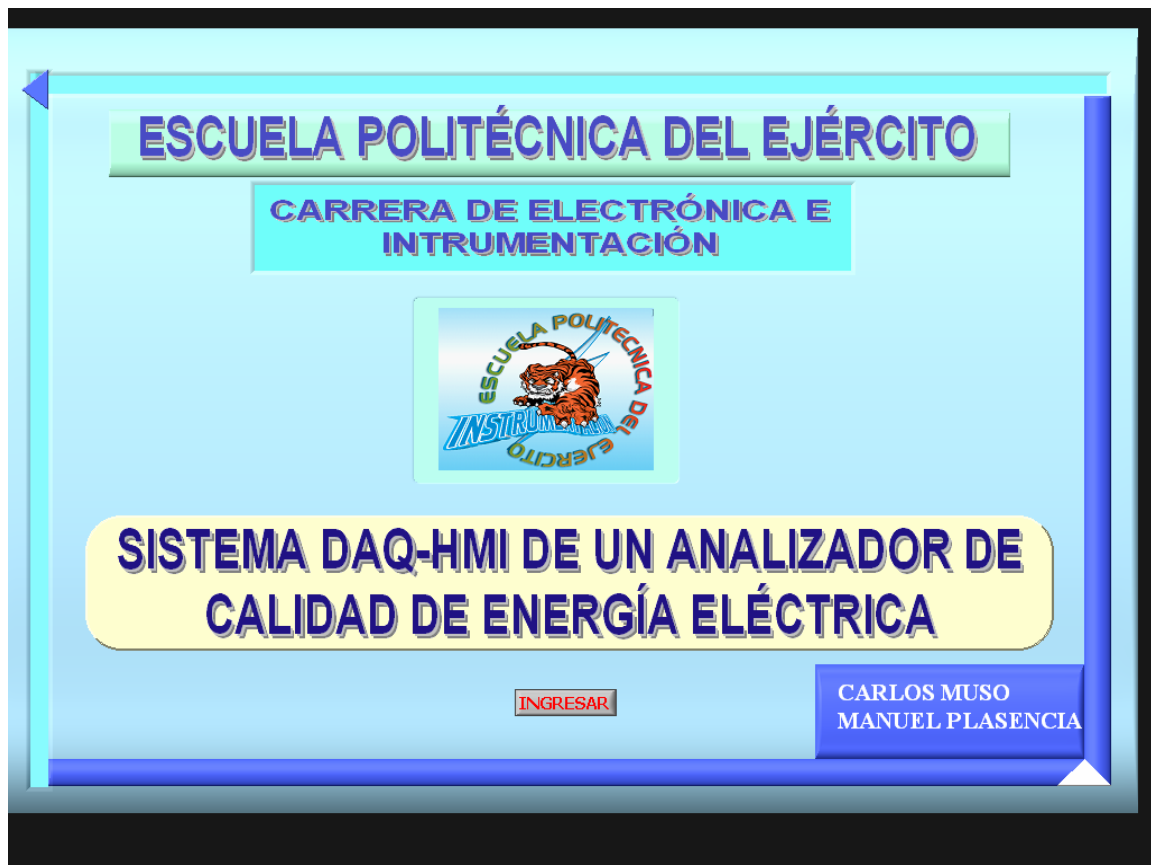 ESCUELA POLITÉCNICA DEL EJÉRCITO
CARRERA DE ELECTRÓNICA E
INTRUMENTACIÓN
ESCUELA POLITECNICA DEL EJERCITO
INSTRUMENTACION
SISTEMA DAQ-HMI DE UN ANALIZADOR DE
CALIDAD DE ENERGÍA ELÉCTRICA
INGRESAR
CARLOS MUSO
MANUEL PLASENCIA